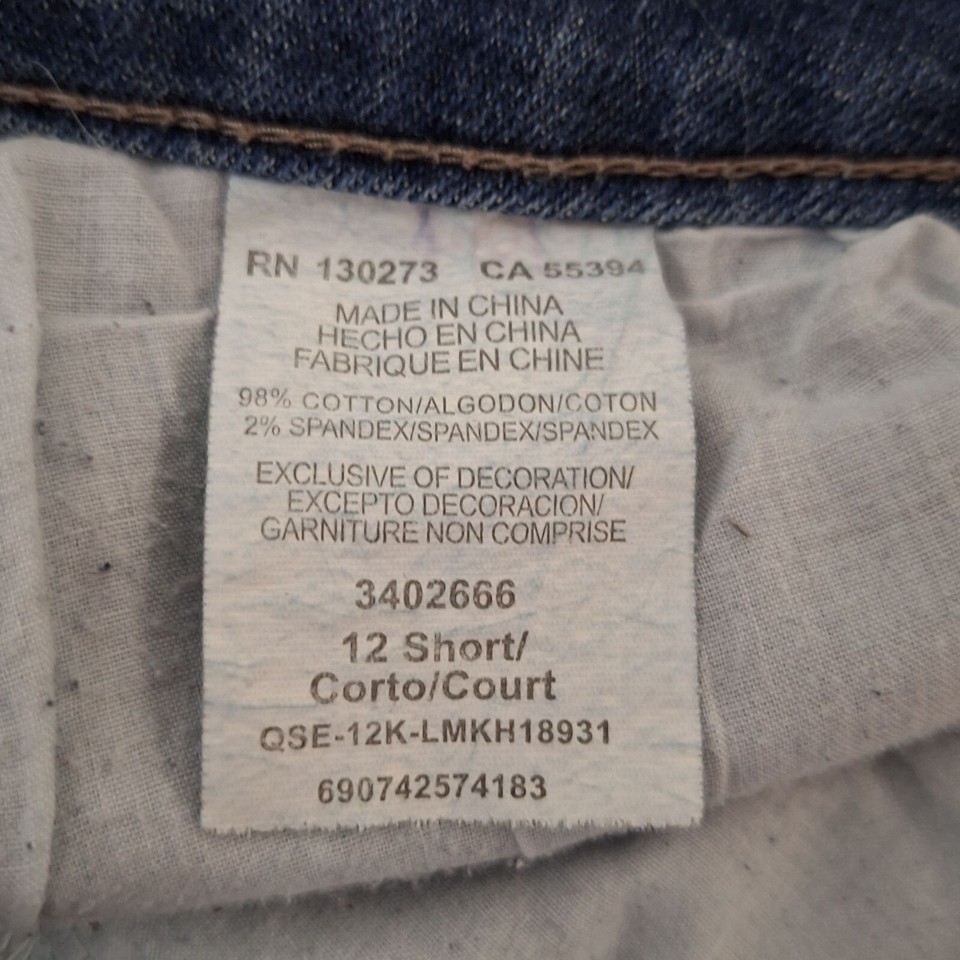 RN 130273 CA 55394
MADE IN CHINA
HECHO EN CHINA
FABRIQUE EN CHINE
98% COTTON/ALGODON/COTON
2% SPANDEX/SPANDEX/SPANDEX
EXCLUSIVE OF DECORATION/
EXCEPTO DECORACION/
GARNITURE NON COMPRISE
3402666
12 Short/
Corto/Court
QSE-12K-LMKH18931
690742574183